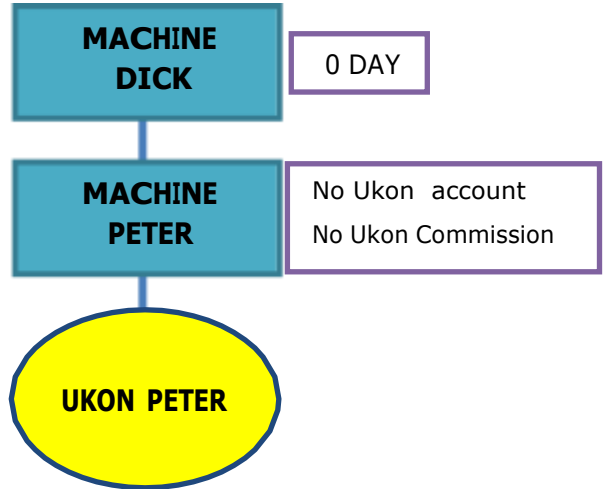 MACHINE
DICK
0 DAY
MACHINE
PETER
No Ukon account
No Ukon Commission
UKON PETER